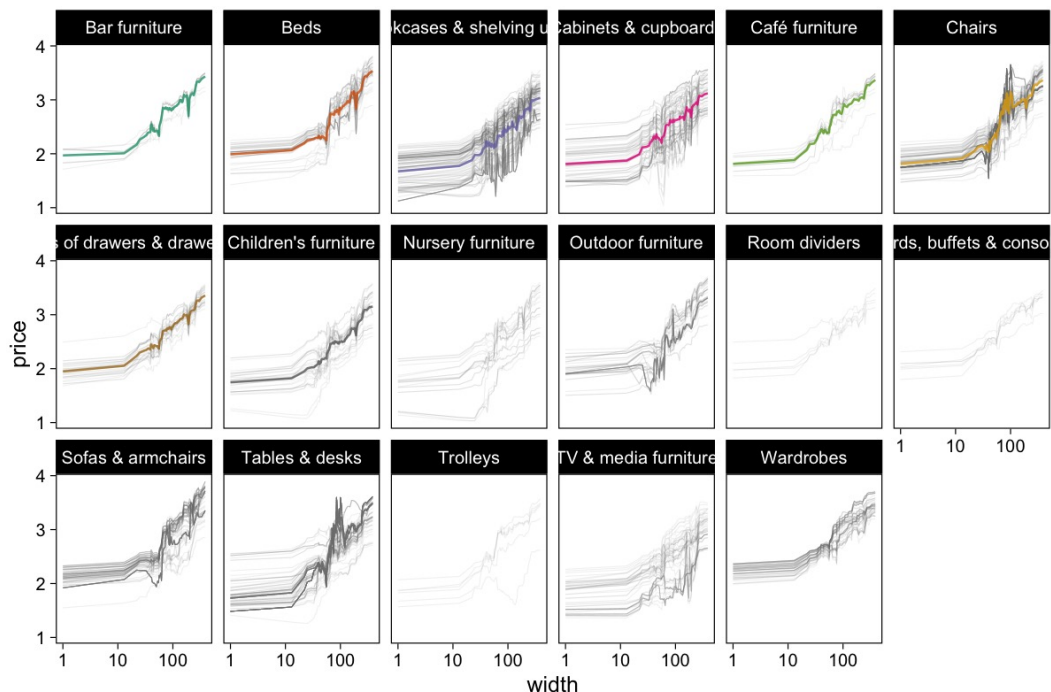 Bar furniture
Beds
okcases & shelving u
Cabinets & cupboard
Café furniture
Chairs
4
3
2
1
s of drawers & drawe
Children's furniture
Nursery furniture
Outdoor furniture
Room dividers
rds, buffets & conso
price
4
3
2
1
1 10 100
Sofas & armchairs
Tables & desks
Trolleys
TV & media furniture
Wardrobes
4
3
2
1
1 10 100
1 10 100
1 10 100
1 10 100
1 10 100
width